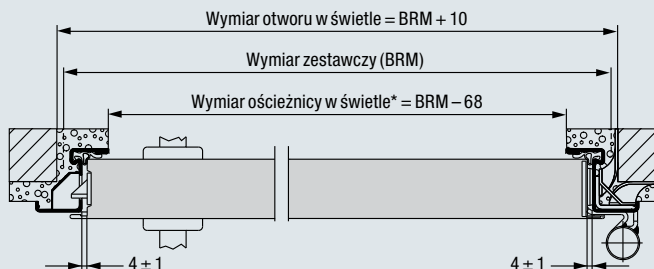 Wymiar otworu w świetle = BRM + 10
Wymiar zestawczy (BRM)
Wymiar ościeżnicy w świetle* = BRM – 68
4 ± 1
4 ± 1